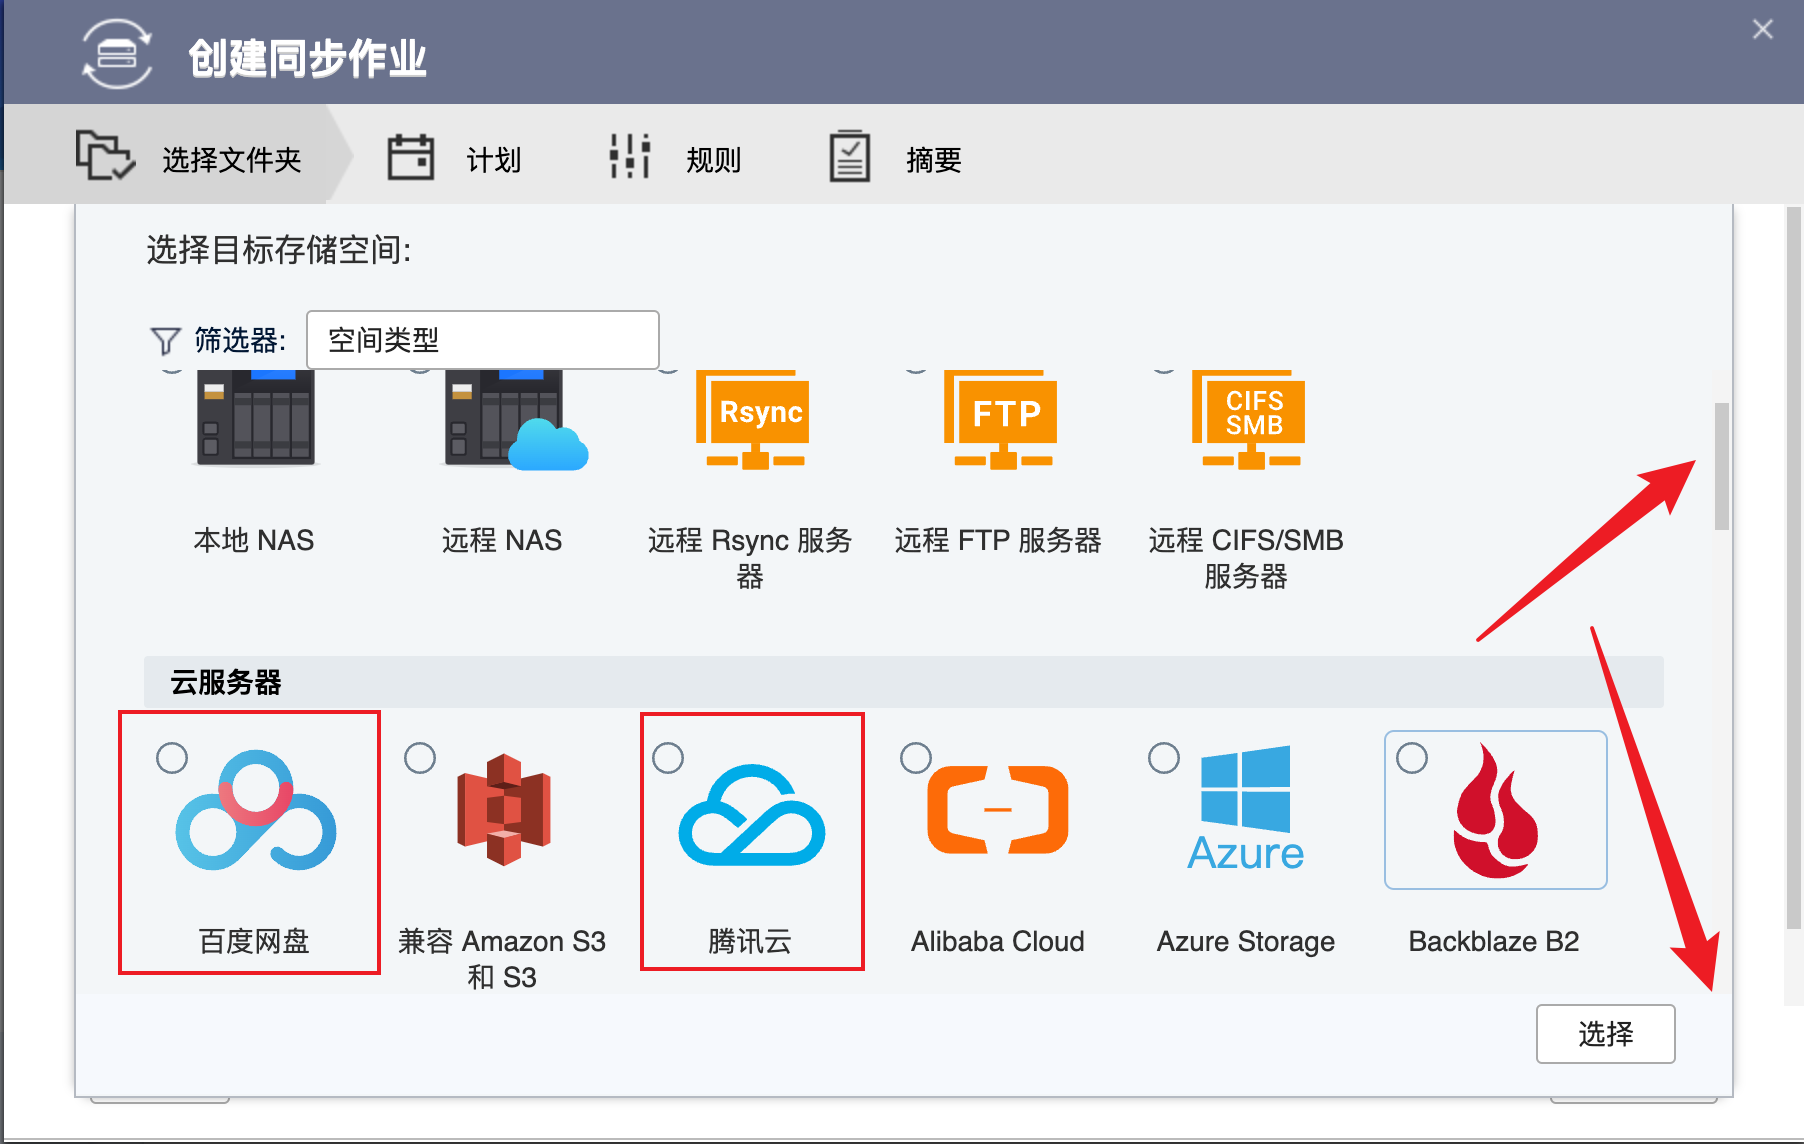 创建同步作业
选择文件夹
计划
规则
摘要
选择目标存储空间:
筛选器:
空间类型
Rsync
FTP
CIFS
SMB
本地 NAS
远程 NAS
远程 Rsync 服务
器
远程 FTP 服务器
远程 CIFS/SMB
服务器
云服务器
Azure
百度网盘
兼容 Amazon S3
和 S3
腾讯云
Alibaba Cloud
Azure Storage
Backblaze B2
选择